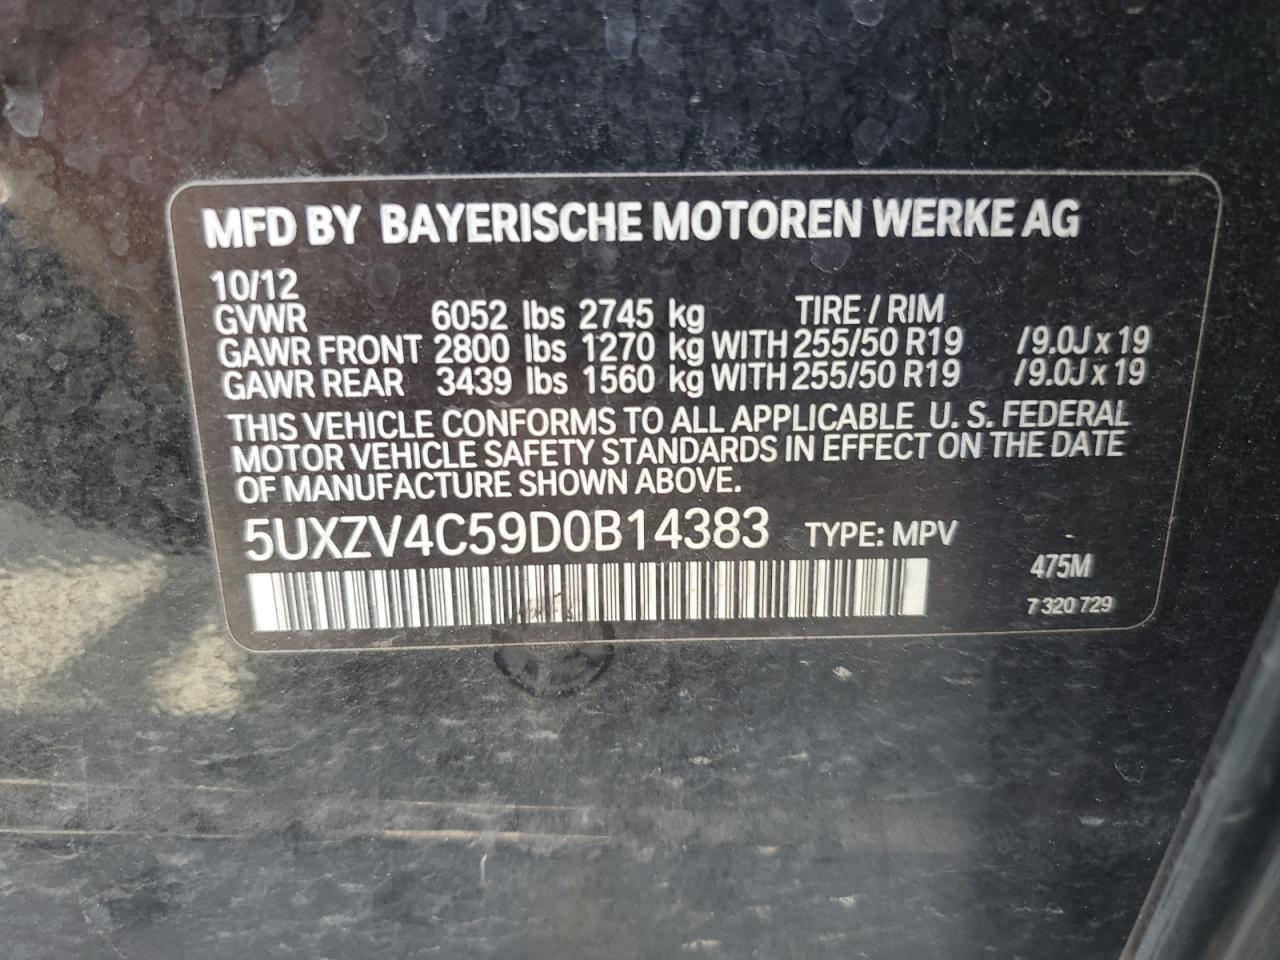 MFD BY BAYERISCHE MOTOREN WERKE AG
10/12
GVWR 6052 lbs 2745 kg TIRE / RIM
GAWR FRONT 2800 lbs 1270 kg WITH 255/50 R19 /9.0J x 19
GAWR REAR 3439 lbs 1560 kg WITH 255/50 R19 /9.0J x 19
THIS VEHICLE CONFORMS TO ALL APPLICABLE U. S. FEDERAL
MOTOR VEHICLE SAFETY STANDARDS IN EFFECT ON THE DATE
OF MANUFACTURE SHOWN ABOVE.
5UXZV4C59D0B14383 TYPE: MPV
475M
7 320 729